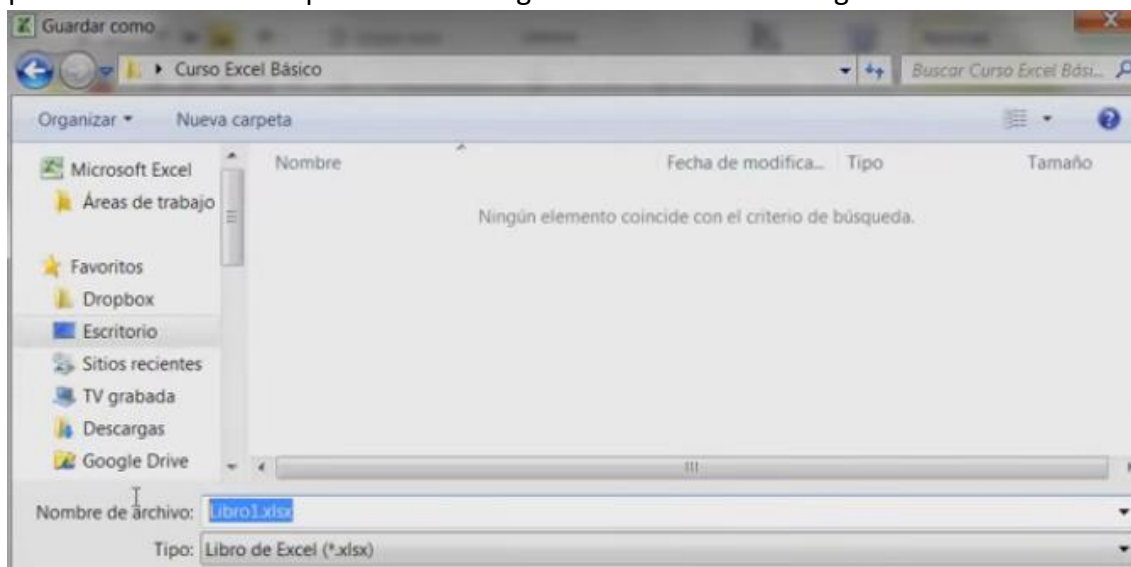 Guardar como
Curso Excel Básico
Buscar Curso Excel Bási...
Organizar
Nueva carpeta
Microsoft Excel
Áreas de trabajo
Favoritos
Dropbox
Escritorio
Sitios recientes
TV grabada
Descargas
Google Drive
Nombre
Fecha de modifica...
Tipo
Tamaño
Ningún elemento coincide con el criterio de búsqueda.
Nombre de archivo: Libro1.xlsx
Tipo: Libro de Excel (*.xlsx)